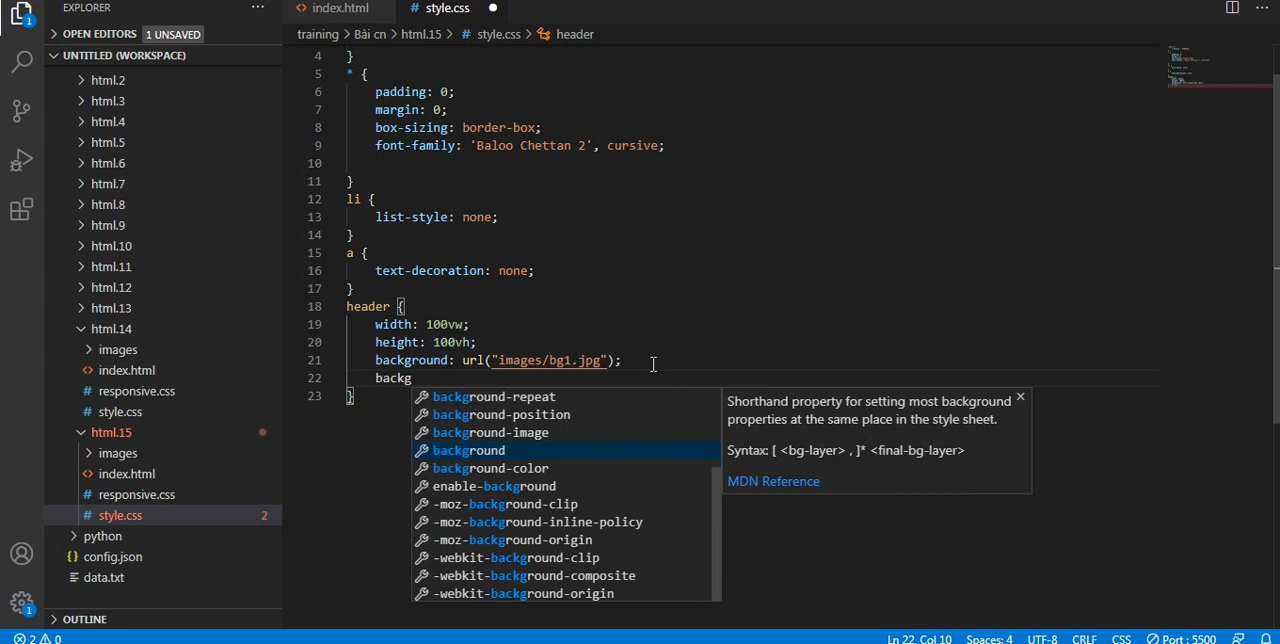 EXPLORER
···
index.html
# style.css
OPEN EDITORS 1 UNSAVED
training > Bài cn > html.15 > # style.css > header
UNTITLED (WORKSPACE)
1
html.2
html.3
html.4
html.5
html.6
html.7
html.8
html.9
html.10
html.11
html.12
html.13
html.14
images
index.html
# responsive.css
# style.css
html.15
images
index.html
# responsive.css
# style.css 2
python
{} config.json
data.txt
OUTLINE
1
4 }
5 * {
6 padding: 0;
7 margin: 0;
8 box-sizing: border-box;
9 font-family: 'Baloo Chettan 2', cursive;
10
11 }
12 li {
13 list-style: none;
14 }
15 a {
16 text-decoration: none;
17 }
18 header {
19 width: 100vw;
20 height: 100vh;
21 background: url("images/bg1.jpg");
22 backg
23 }
background-repeat
background-position
background-image
background
background-color
enable-background
-moz-background-clip
-moz-background-inline-policy
-moz-background-origin
-webkit-background-clip
-webkit-background-composite
-webkit-background-origin
Shorthand property for setting most background
properties at the same place in the style sheet.
Syntax: [ <bg-layer> , ]* <final-bg-layer>
MDN Reference
2 0 Ln 22, Col 10 Spaces: 4 UTF-8 CRLF CSS Port : 5500